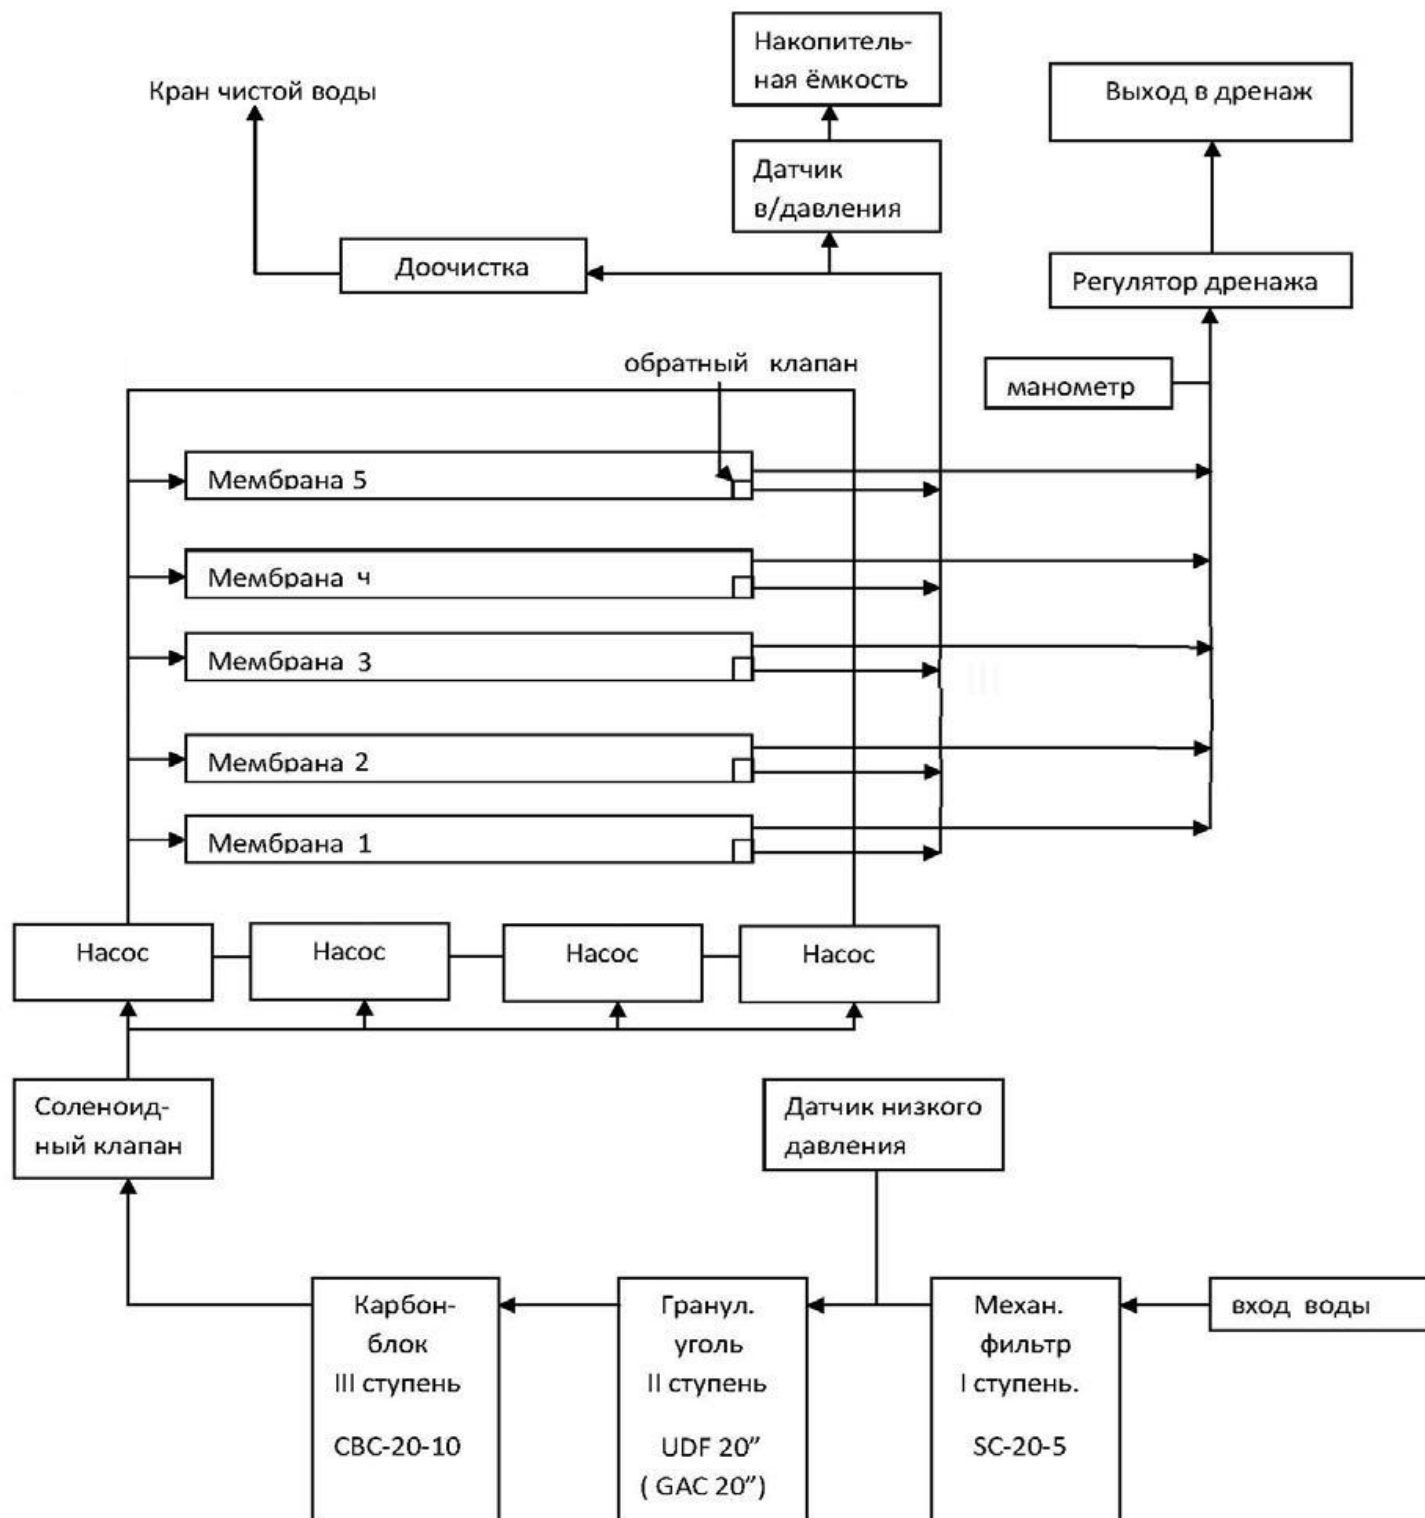 Накопитель-
ная ёмкость
Кран чистой воды
Выход в дренаж
Датчик
в/давления
Доочистка
Регулятор дренажа
обратный клапан
манометр
Мембрана 5
Мембрана ч
Мембрана 3
Мембрана 2
Мембрана 1
Насос
Насос
Насос
Насос
Соленоид-
ный клапан
Датчик низкого
давления
Карбон-
блок
III ступень
CBC-20-10
Гранул.
уголь
II ступень
UDF 20”
( GAC 20”)
Механ.
фильтр
I ступень.
SC-20-5
вход воды